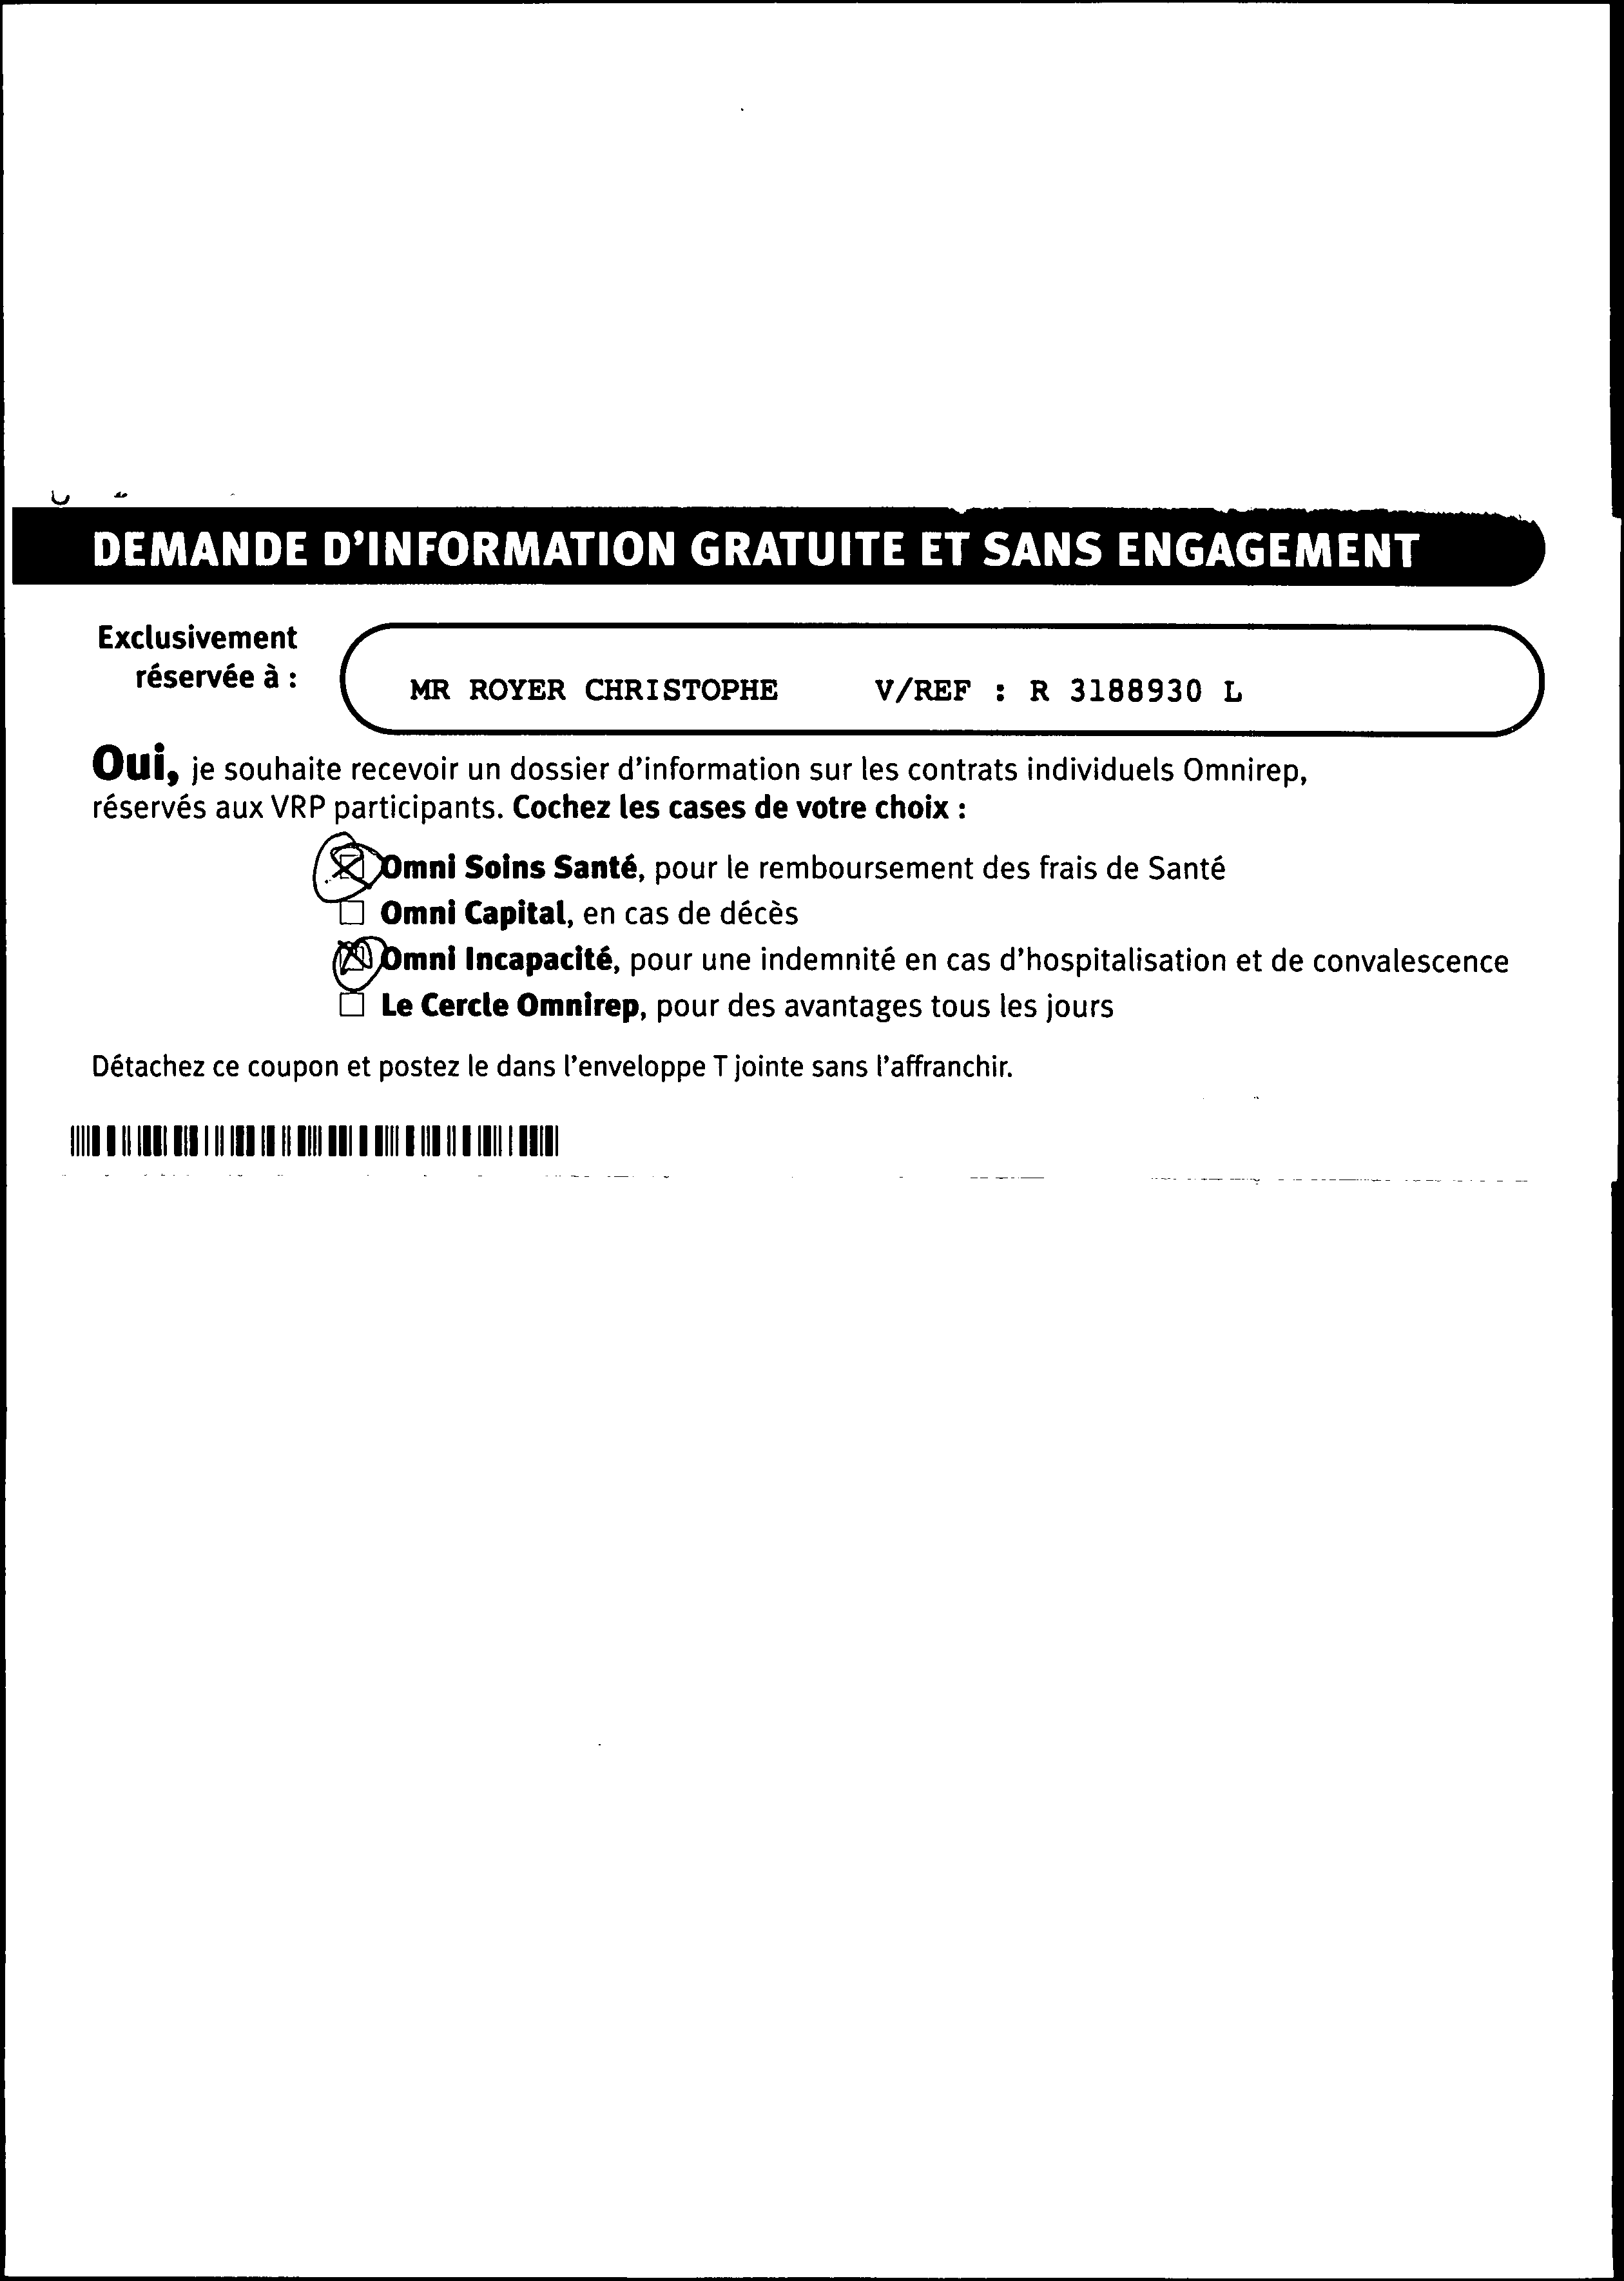 DEMANDE D'INFORMATION GRATUITE ET SANS ENGAGEMENT
Exclusivement
réservée à :
MR ROYER CHRISTOPHE V/REF : R 3188930 L
Oui, je souhaite recevoir un dossier d'information sur les contrats individuels Omnirep,
réservés aux VRP participants. Cochez les cases de votre choix :
☒ Omni Soins Santé, pour le remboursement des frais de Santé
☐ Omni Capital, en cas de décès
☒ Omni Incapacité, pour une indemnité en cas d'hospitalisation et de convalescence
☐ Le Cercle Omnirep, pour des avantages tous les jours
Détachez ce coupon et postez le dans l'enveloppe T jointe sans l'affranchir.